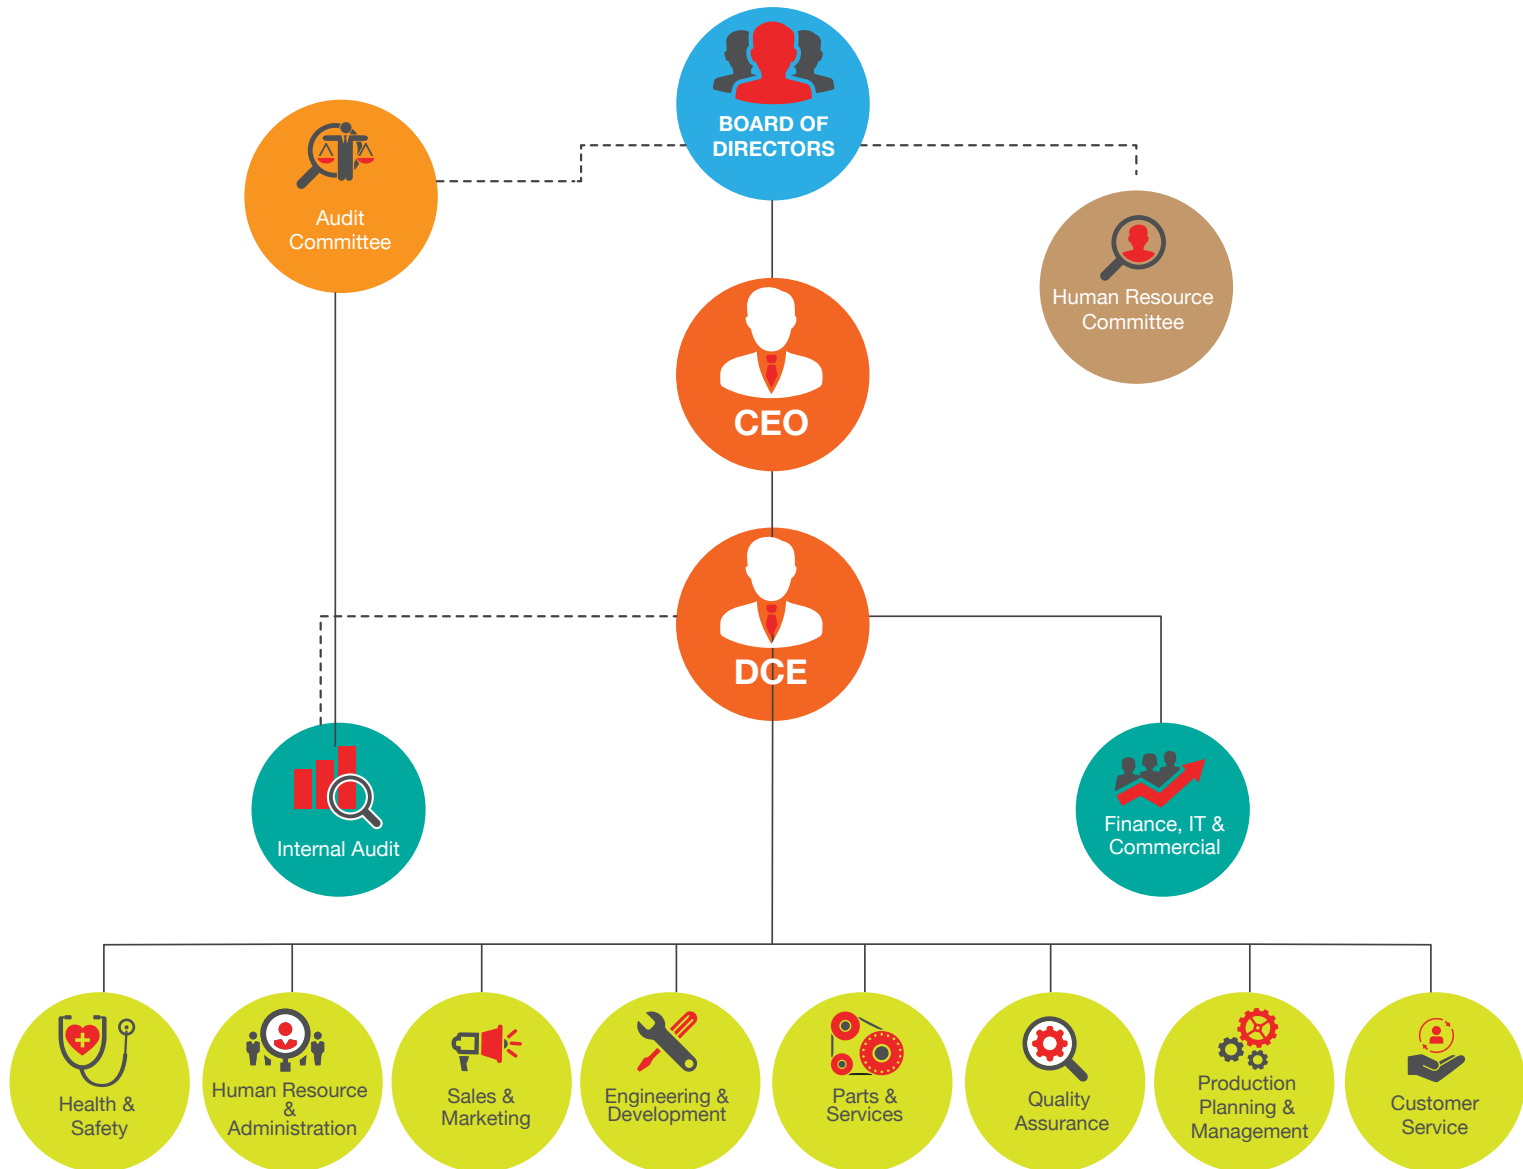 BOARD OF
DIRECTORS
Audit
Committee
Human Resource
Committee
CEO
DCE
Internal Audit
Finance, IT &
Commercial
Health &
Safety
Human Resource
&
Administration
Sales &
Marketing
Engineering &
Development
Parts &
Services
Quality
Assurance
Production
Planning &
Management
Customer
Service